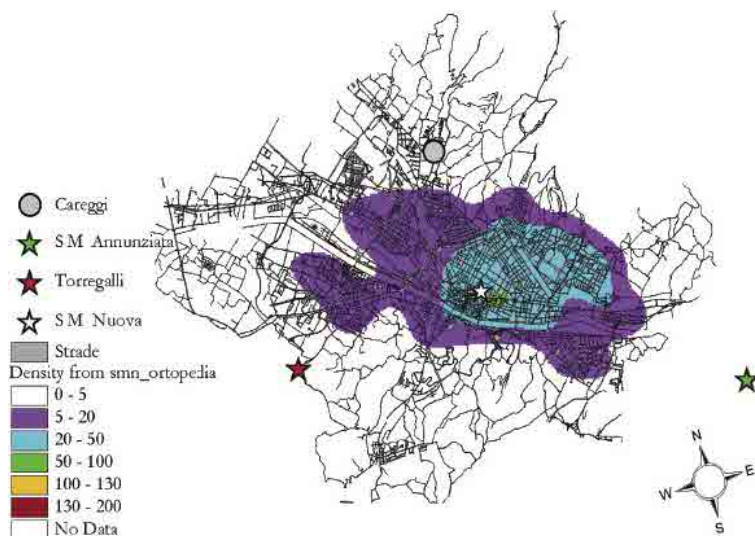 Careggi
S M Annunziata
Torregalli
S M Nuova
Strade
Density from smn_ortopedia
0 - 5
5 - 20
20 - 50
50 - 100
100 - 130
130 - 200
No Data
N
E
W
S